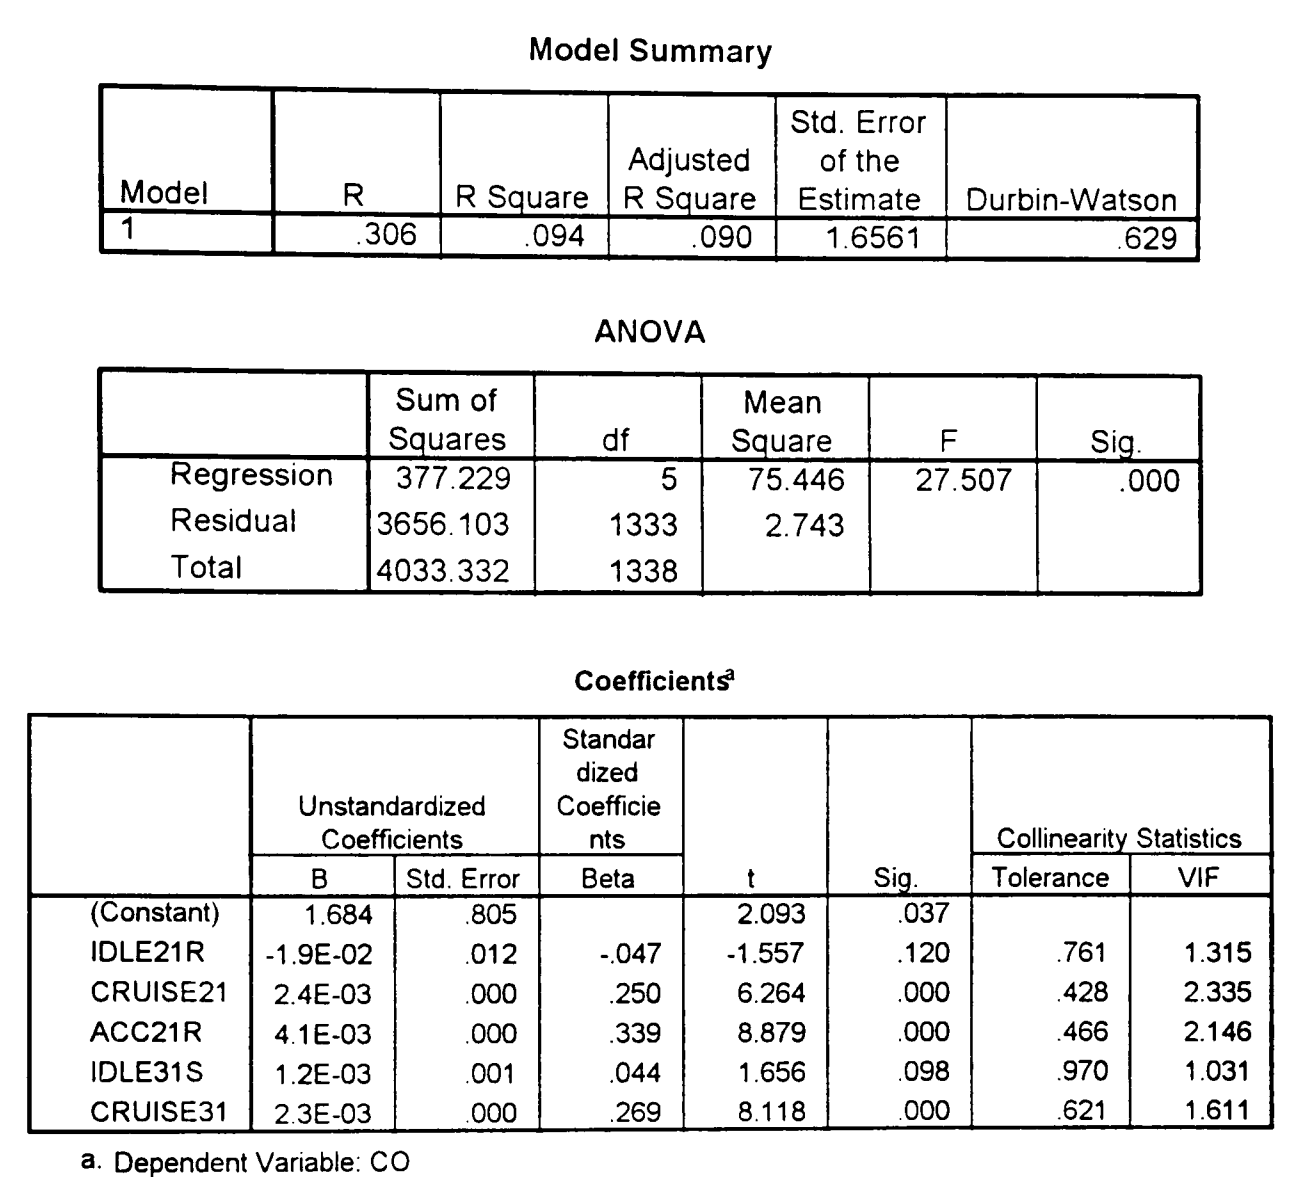 Model Summary
Model R R Square Adjusted R Square Std. Error of the Estimate Durbin-Watson
1 .306 .094 .090 1.6561 .629
ANOVA
Sum of Squares df Mean Square F Sig.
Regression 377.229 5 75.446 27.507 .000
Residual 3656.103 1333 2.743
Total 4033.332 1338
Coefficientsa
Unstandardized Coefficients Standar dized Coefficie nts t Sig. Collinearity Statistics
B Std. Error Beta Tolerance VIF
(Constant) 1.684 .805 2.093 .037
IDLE21R -1.9E-02 .012 -.047 -1.557 .120 .761 1.315
CRUISE21 2.4E-03 .000 .250 6.264 .000 .428 2.335
ACC21R 4.1E-03 .000 .339 8.879 .000 .466 2.146
IDLE31S 1.2E-03 .001 .044 1.656 .098 .970 1.031
CRUISE31 2.3E-03 .000 .269 8.118 .000 .621 1.611
a. Dependent Variable: CO